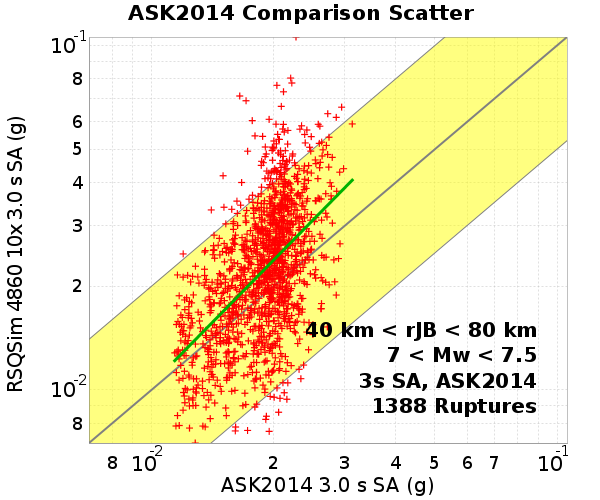 ASK2014 Comparison Scatter
RSQSim 4860 10x 3.0 s SA (g)
10-1
8
6
5
4
3
2
10-2
8
40 km < rJB < 80 km
7 < Mw < 7.5
3s SA, ASK2014
1388 Ruptures
8 10-2 2 3 4 5 6 7 10-1
ASK2014 3.0 s SA (g)